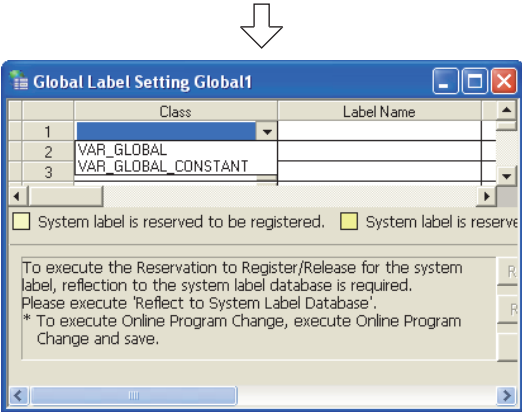 Global Label Setting Global1
Class Label Name
1
2 VAR_GLOBAL
3 VAR_GLOBAL_CONSTANT
System label is reserved to be registered. System label is reserve
To execute the Reservation to Register/Release for the system
label, reflection to the system label database is required.
Please execute 'Reflect to System Label Database'.
* To execute Online Program Change, execute Online Program
Change and save.
R
R